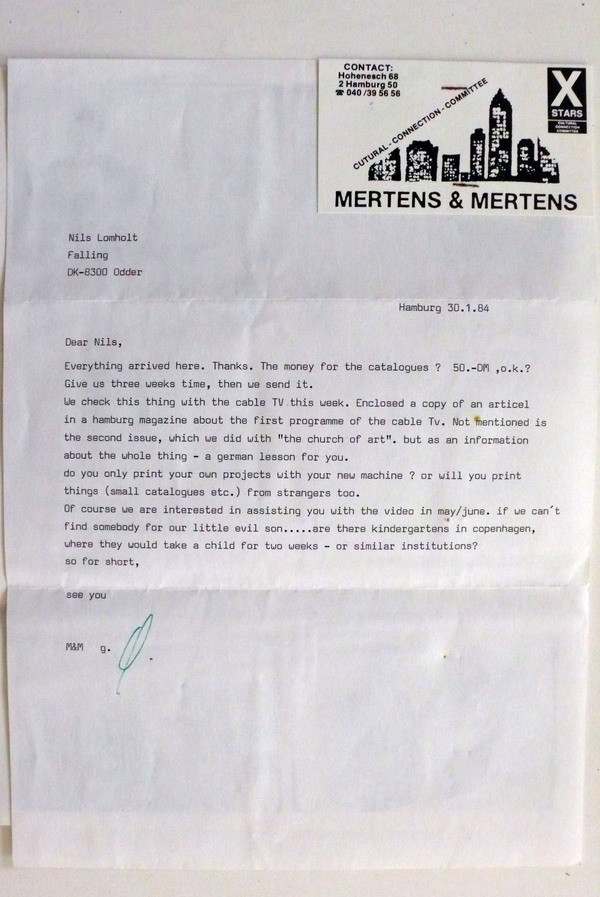 CONTACT:
Hohenesch 68
2 Hamburg 50
☎ 040 /39 56 56
CUTURAL - CONNECTION - COMMITTEE
X
STARS
CULTURAL
CONNECTION
COMMITTEE
MERTENS & MERTENS
Nils Lomholt
Falling
DK-8300 Odder
Hamburg 30.1.84
Dear Nils,
Everything arrived here. Thanks. The money for the catalogues ? 50.-DM ,o.k.?
Give us three weeks time, then we send it.
We check this thing with the cable TV this week. Enclosed a copy of an articel
in a hamburg magazine about the first programme of the cable Tv. Not mentioned is
the second issue, which we did with "the church of art". but as an information
about the whole thing - a german lesson for you.
do you only print your own projects with your new machine ? or will you print
things (small catalogues etc.) from strangers too.
Of course we are interested in assisting you with the video in may/june. if we can't
find somebody for our little evil son.....are there kindergartens in copenhagen,
where they would take a child for two weeks - or similar institutions?
so for short,
see you
M&M g.